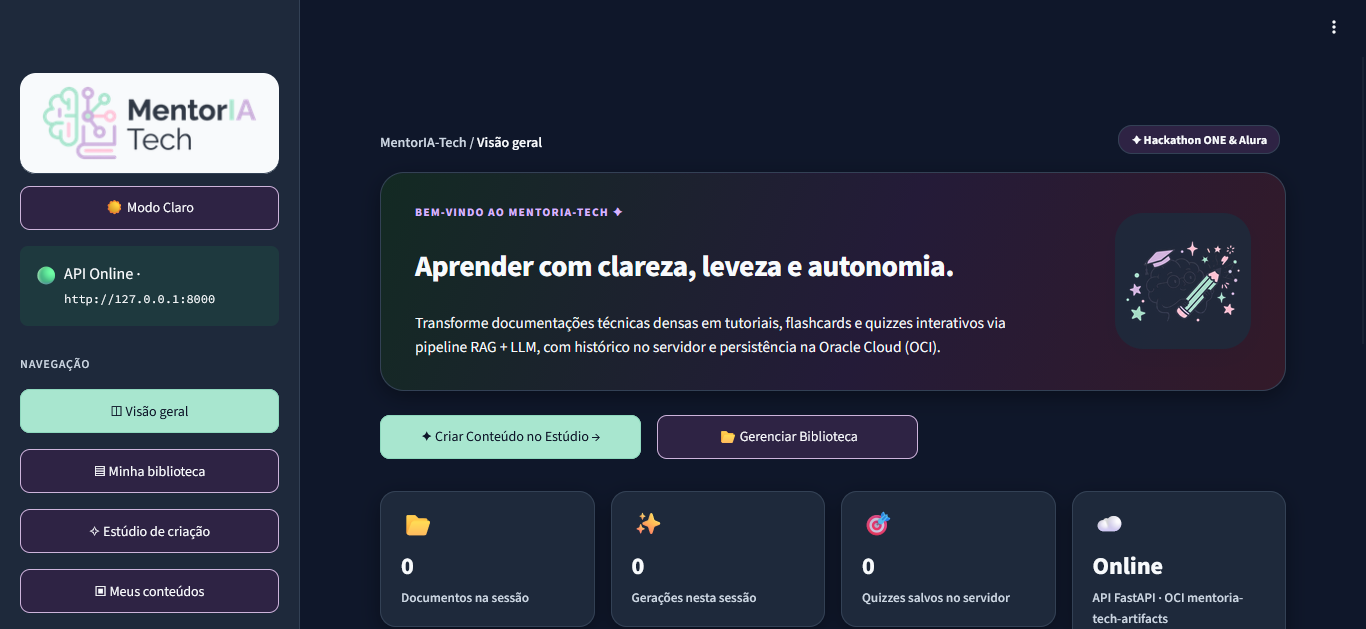 MentorIA
Tech
Modo Claro
API Online ·
http://127.0.0.1:8000
NAVEGAÇÃO
Visão geral
Minha biblioteca
Estúdio de criação
Meus conteúdos
MentorIA-Tech / Visão geral
✦ Hackathon ONE & Alura
BEM-VINDO AO MENTORIA-TECH ✦
Aprender com clareza, leveza e autonomia.
Transforme documentações técnicas densas em tutoriais, flashcards e quizzes interativos via
pipeline RAG + LLM, com histórico no servidor e persistência na Oracle Cloud (OCI).
✦ Criar Conteúdo no Estúdio →
Gerenciar Biblioteca
0
Documentos na sessão
0
Gerações nesta sessão
0
Quizzes salvos no servidor
Online
API FastAPI · OCI mentoria-
tech-artifacts